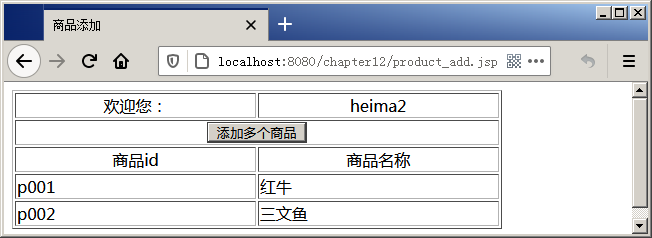 商品添加
localhost:8080/chapter12/product_add.jsp
欢迎您： heima2
添加多个商品
商品id 商品名称
p001 红牛
p002 三文鱼